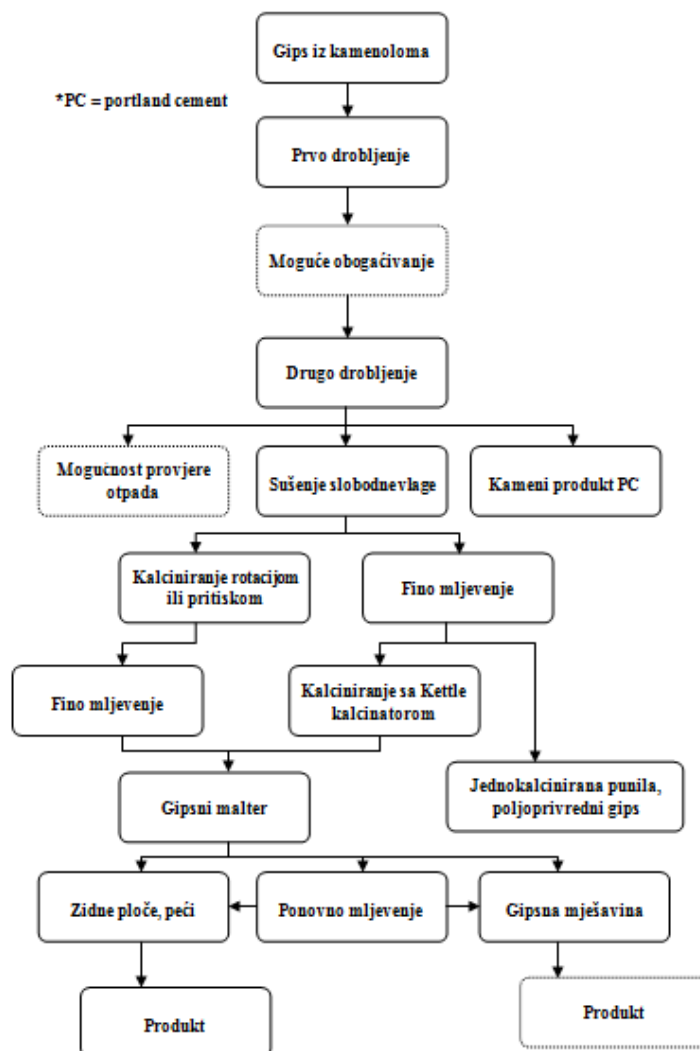 Gips iz kamenoloma
*PC = portland cement
Prvo drobljenje
Moguće obogaćivanje
Drugo drobljenje
Mogućnost provjere
otpada
Sušenje slobodne vlage
Kameni produkt PC
Kalciniranje rotacijom
ili pritiskom
Fino mljevenje
Fino mljevenje
Kalciniranje sa Kettle
kalcinatorom
Jednokalcinirana punila,
poljoprivredni gips
Gipsni malter
Zidne ploče, peći
Ponovno mljevenje
Gipsna mješavina
Produkt
Produkt